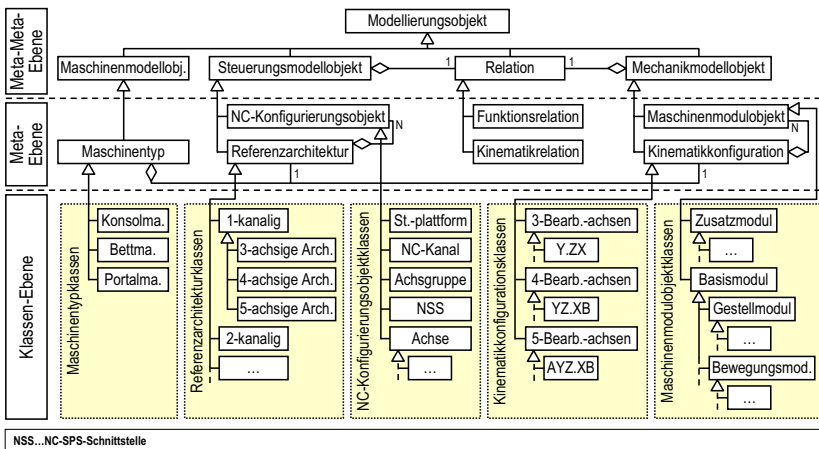 Meta-Meta-Ebene
Modellierungsobjekt
Maschinenmodellobj.
Steuerungsmodellobjekt
1
Relation
1
Mechanikmodellobjekt
Meta-Ebene
NC-Konfigurierungsobjekt
N
Funktionsrelation
Maschinenmodulobjekt
N
Maschinentyp
Referenzarchitektur
Kinematikrelation
Kinematikkonfiguration
1
1
Klassen-Ebene
Maschinentypklassen
Konsolma.
Bettma.
Portalma.
Referenzarchitekturklassen
1-kanalig
3-achsige Arch.
4-achsige Arch.
5-achsige Arch.
2-kanalig
…
NC-Konfigurierungsobjektklassen
St.-plattform
NC-Kanal
Achsgruppe
NSS
Achse
…
Kinematikkonfigurationsklassen
3-Bearb.-achsen
Y.ZX
4-Bearb.-achsen
YZ.XB
5-Bearb.-achsen
AYZ.XB
Maschinenmodulobjektklassen
Zusatzmodul
…
Basismodul
Gestellmodul
…
Bewegungsmod.
…
NSS...NC-SPS-Schnittstelle